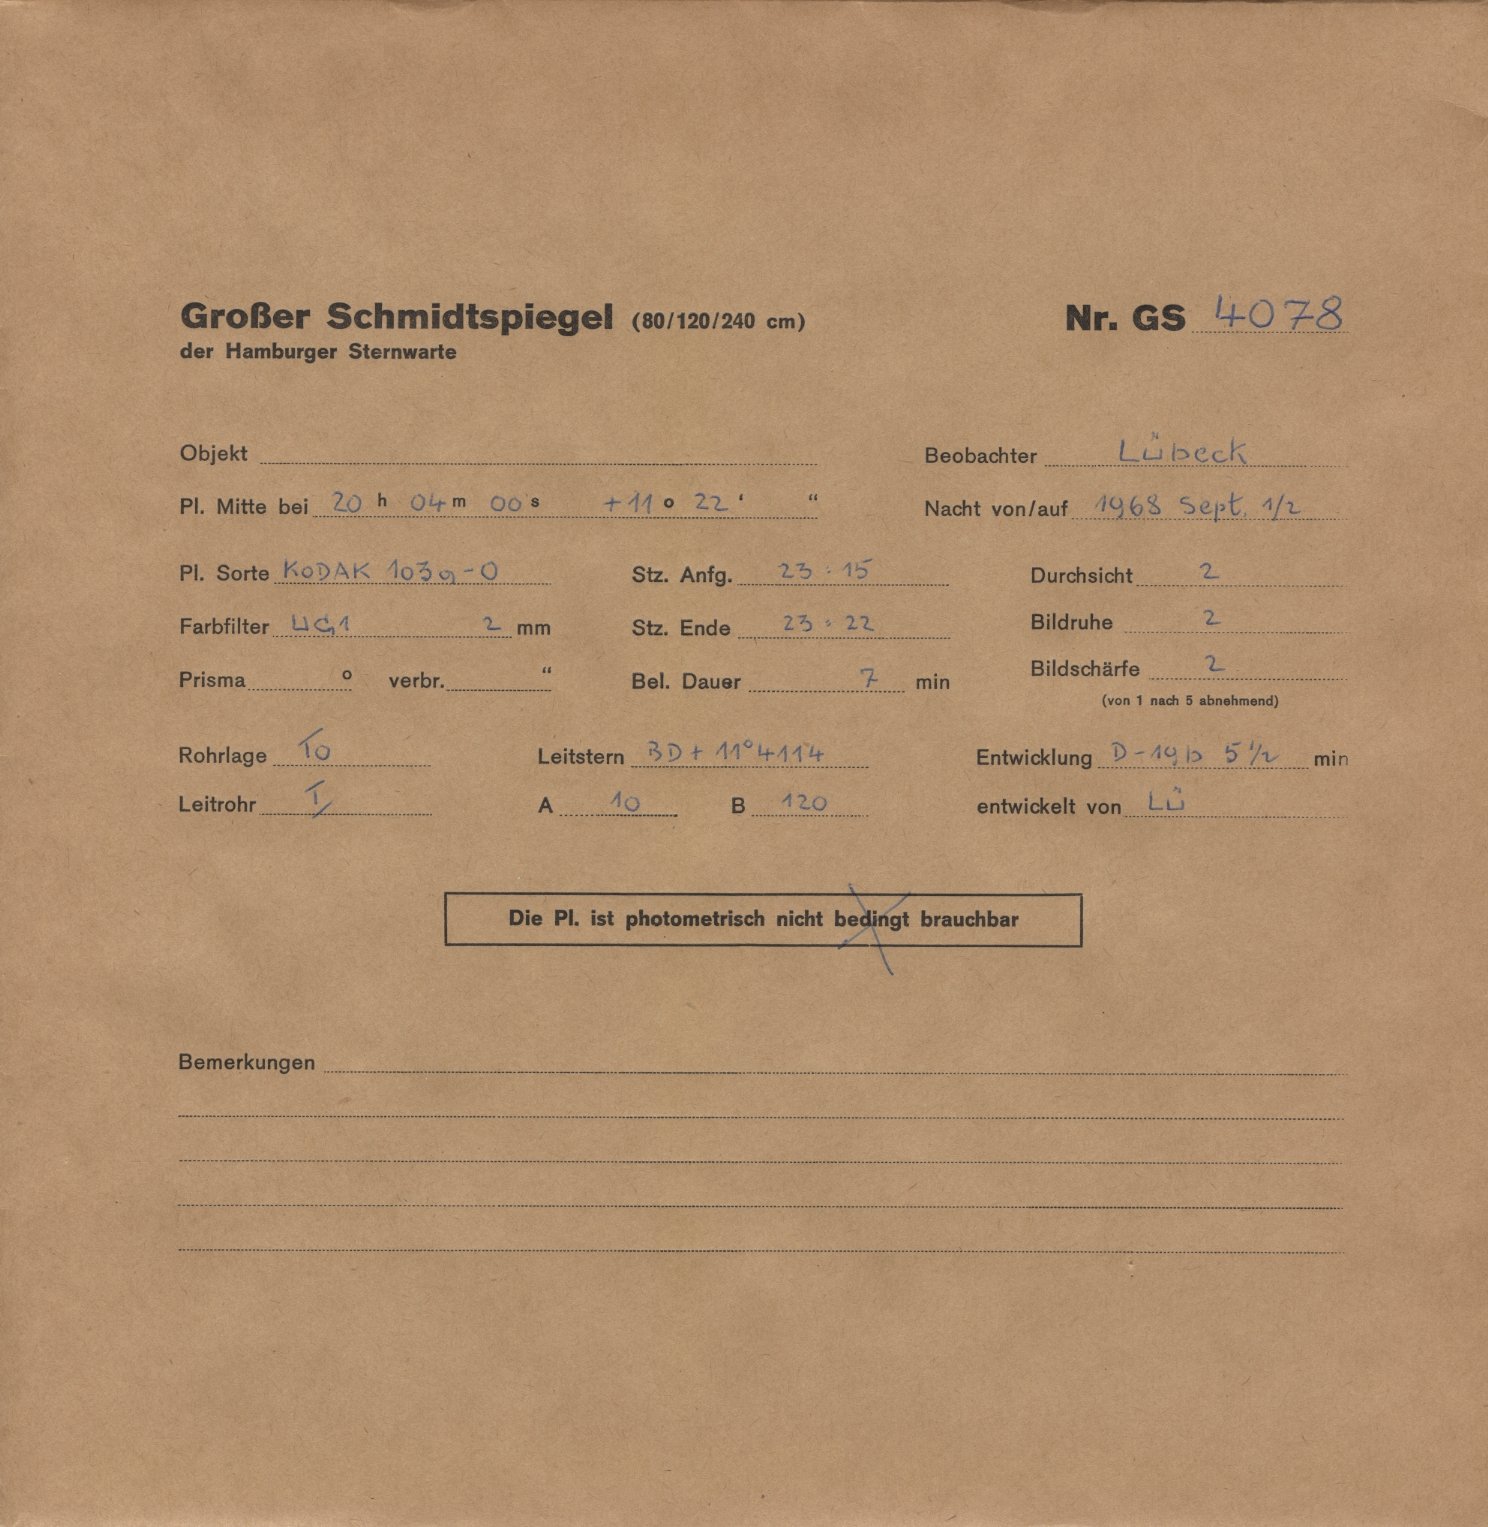 Großer Schmidtspiegel (80/120/240 cm) Nr. GS 4078
der Hamburger Sternwarte
Objekt Beobachter Lübeck
Pl. Mitte bei 20 h 04 m 00 s +11 o 22 ‘ “ Nacht von/auf 1968 Sept. 1/2
Pl. Sorte KODAK 103a-O Stz. Anfg. 23:15 Durchsicht 2
Farbfilter UG1 2 mm Stz. Ende 23:22 Bildruhe 2
Prisma o verbr. “ Bel. Dauer 7 min Bildschärfe 2
(von 1 nach 5 abnehmend)
Rohrlage To Leitstern BD + 11°4114 Entwicklung D-19b 5 1/2 min
Leitrohr I A 10 B 120 entwickelt von Lü
Die Pl. ist photometrisch nicht bedingt brauchbar
Bemerkungen